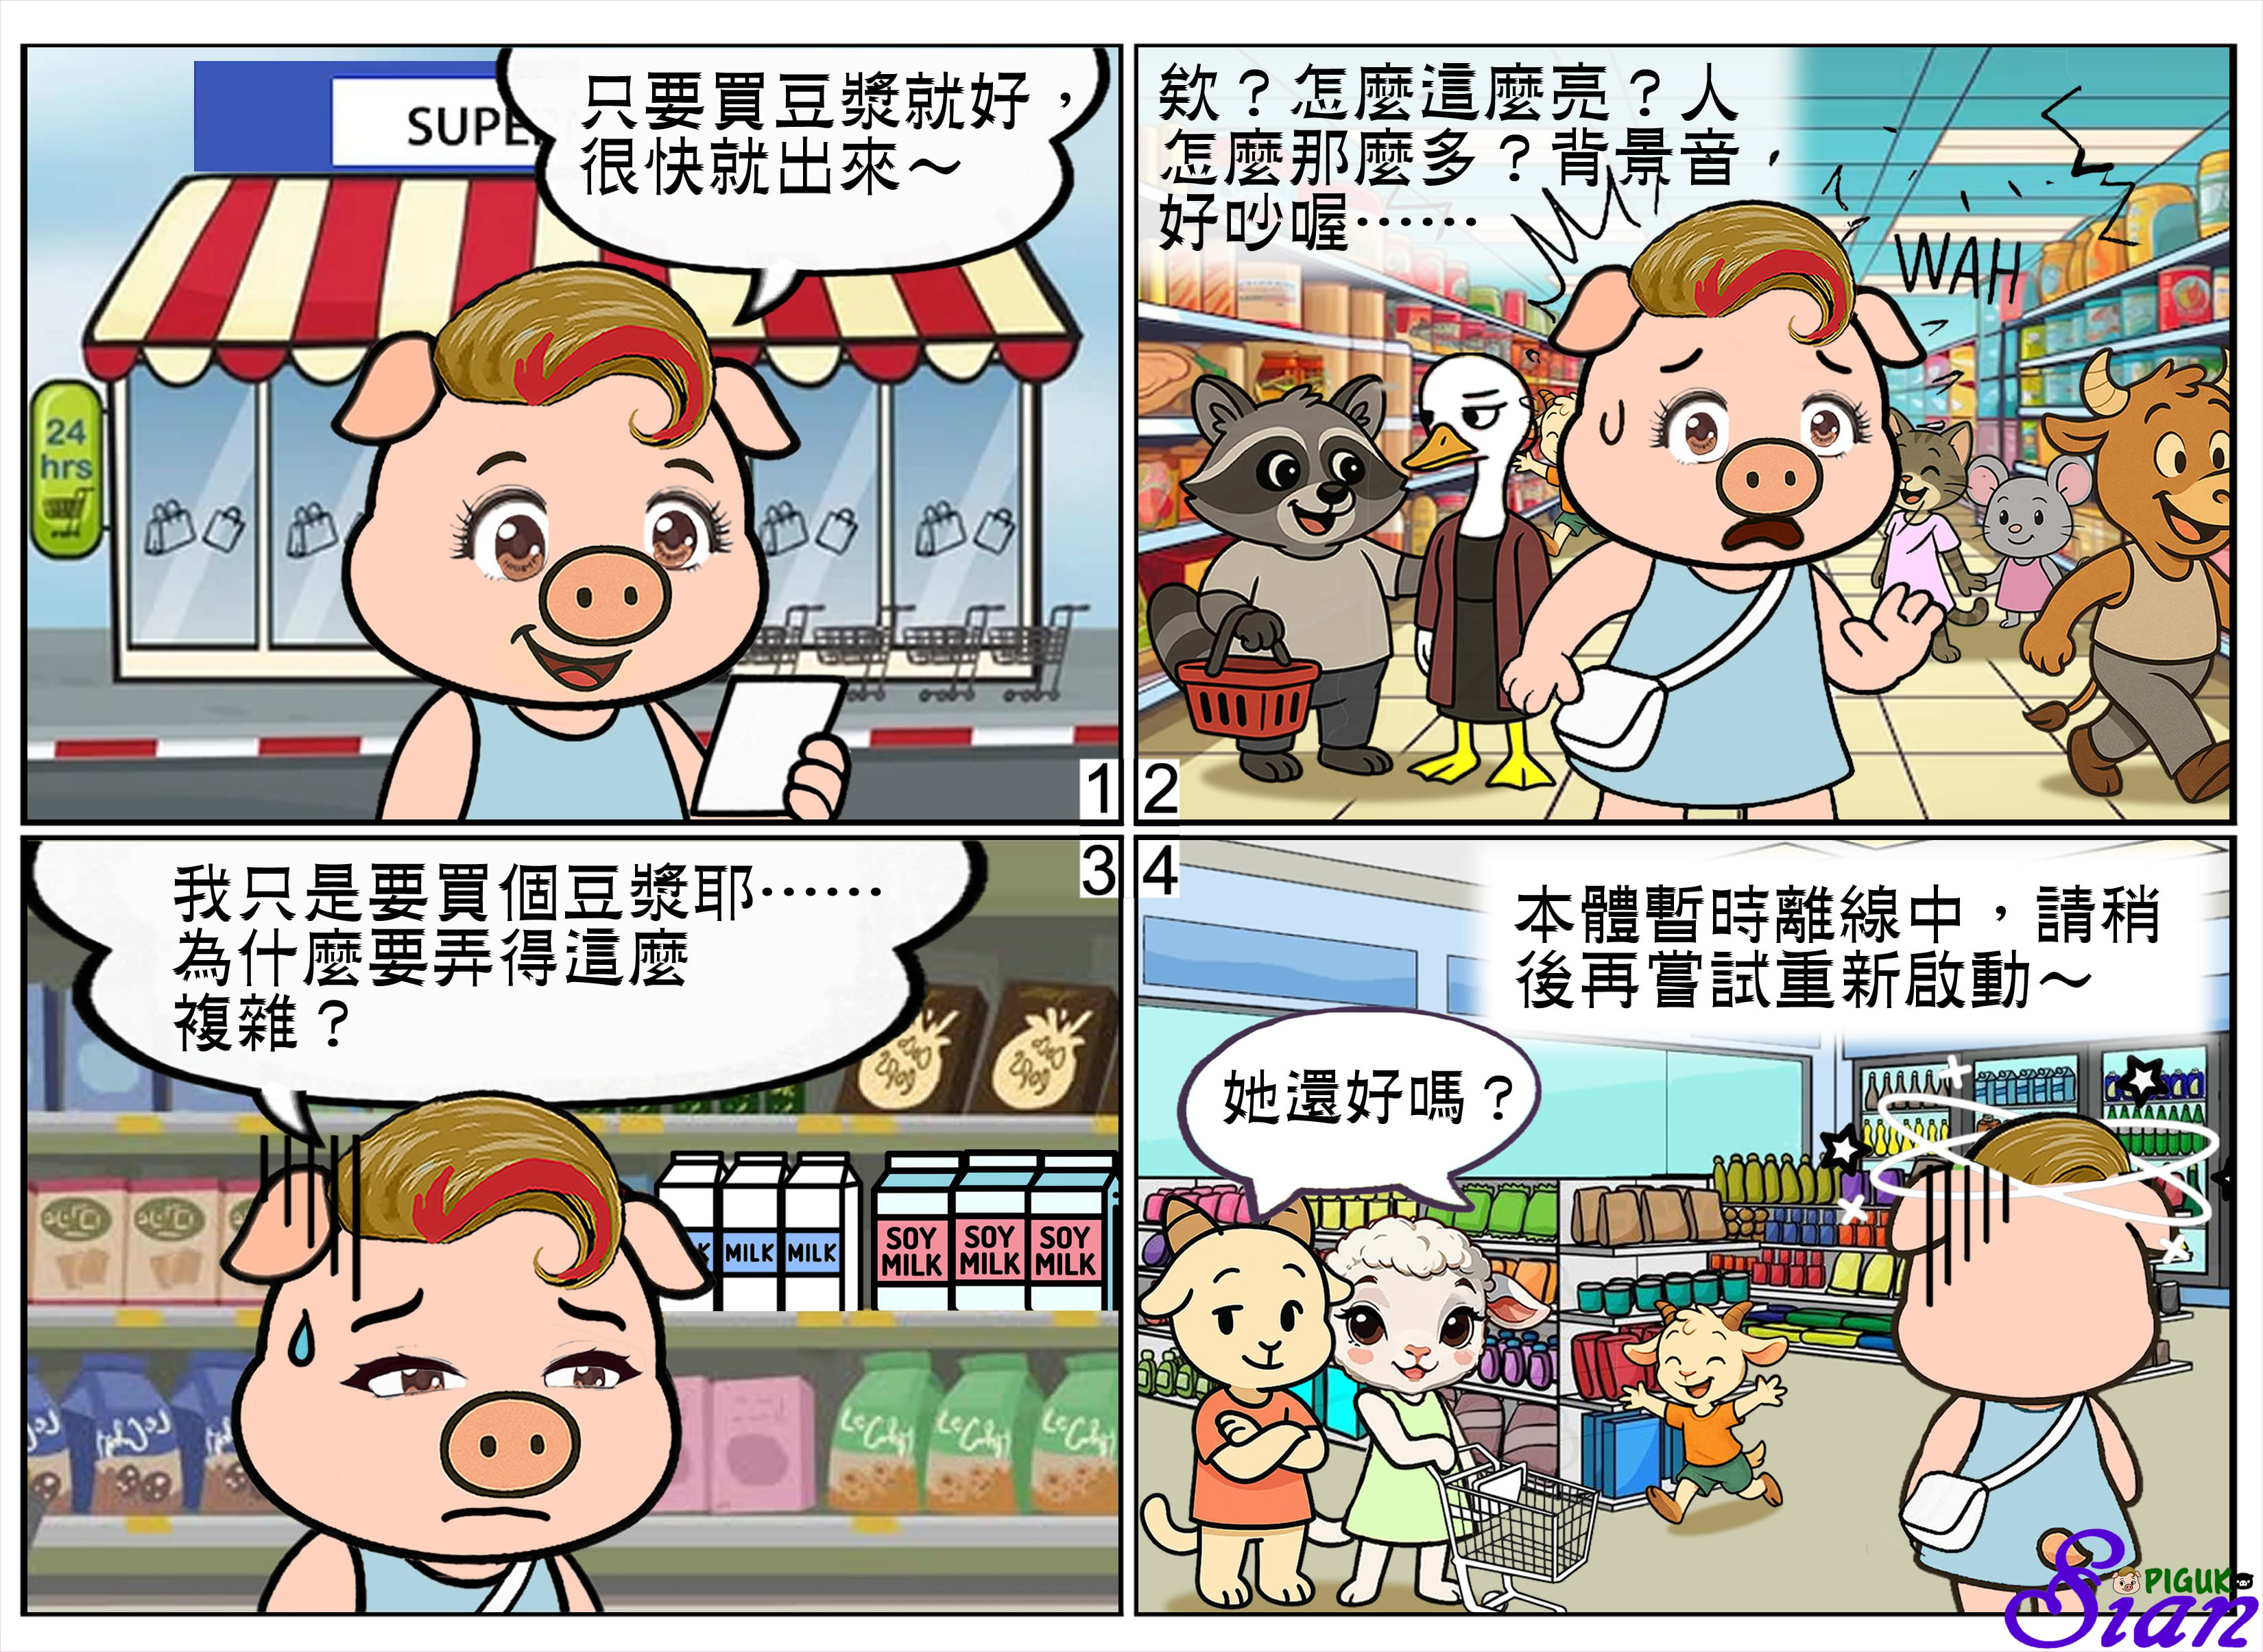 SUPE
只要買豆漿就好，
很快就出來～
24
hrs
1
欸？怎麼這麼亮？人
怎麼那麼多？背景音
好吵喔……
WAH
2
3
我只是要買個豆漿耶……
為什麼要弄得這麼
複雜？
MILK MILK
SOY MILK
SOY MILK
SOY MILK
4
本體暫時離線中，請稍
後再嘗試重新啟動～
她還好嗎？
PIGUK
Sian